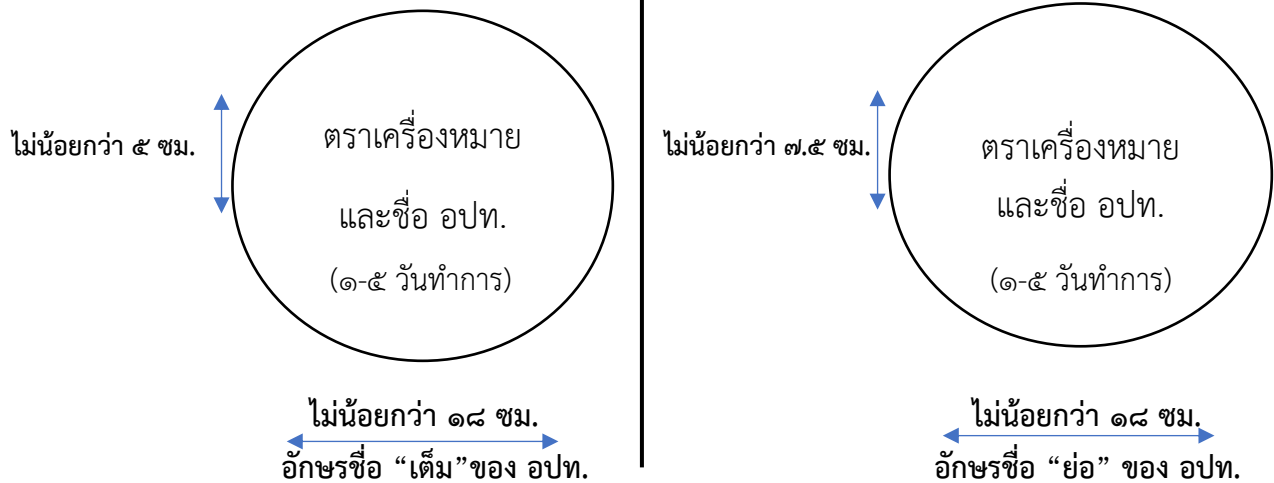 ตราเครื่องหมาย
ไม่น้อยกว่า ๕ ซม.
และชื่อ อปท.
(๑-๕ วันทำการ)
ไม่น้อยกว่า ๑๘ ซม.
อักษรชื่อ “เต็ม”ของ อปท.
ตราเครื่องหมาย
ไม่น้อยกว่า ๗.๕ ซม.
และชื่อ อปท.
(๑-๕ วันทำการ)
ไม่น้อยกว่า ๑๘ ซม.
อักษรชื่อ “ย่อ” ของ อปท.